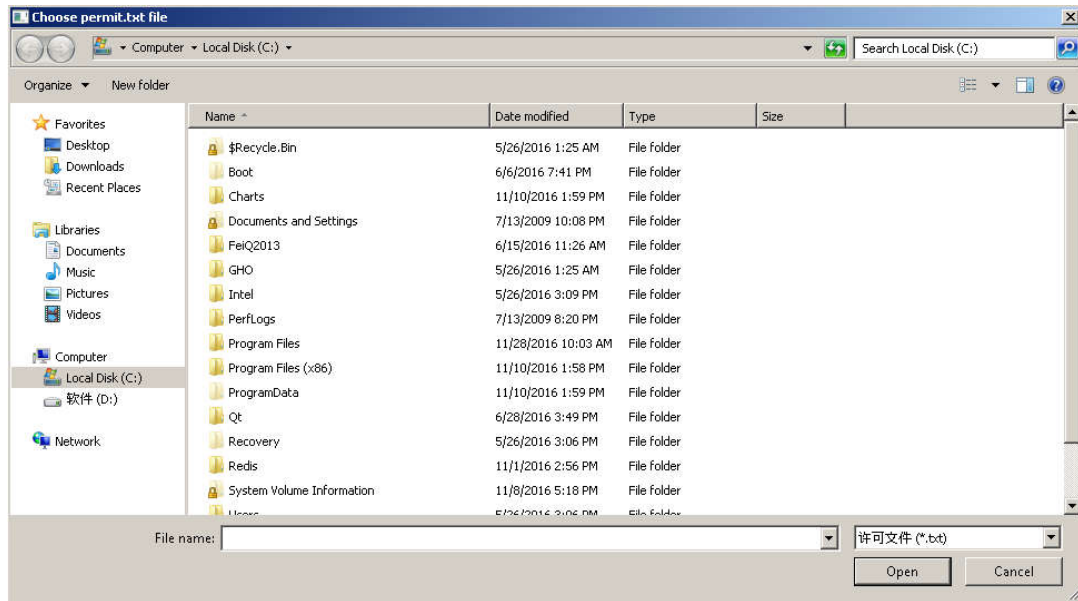 Choose permit.txt file
Computer Local Disk (C:)
Search Local Disk (C:)
Organize New folder
Name Date modified Type Size
Favorites
Desktop
Downloads
Recent Places
Libraries
Documents
Music
Pictures
Videos
Computer
Local Disk (C:)
软件 (D:)
Network
$Recycle.Bin 5/26/2016 1:25 AM File folder
Boot 6/6/2016 7:41 PM File folder
Charts 11/10/2016 1:59 PM File folder
Documents and Settings 7/13/2009 10:08 PM File folder
FeiQ2013 6/15/2016 11:26 AM File folder
GHO 5/26/2016 1:25 AM File folder
Intel 5/26/2016 3:09 PM File folder
PerfLogs 7/13/2009 8:20 PM File folder
Program Files 11/28/2016 10:03 AM File folder
Program Files (x86) 11/10/2016 1:58 PM File folder
ProgramData 11/10/2016 1:59 PM File folder
Qt 6/28/2016 3:49 PM File folder
Recovery 5/26/2016 3:06 PM File folder
Redis 11/1/2016 2:56 PM File folder
System Volume Information 11/8/2016 5:18 PM File folder
Users 5/26/2016 3:06 PM File folder
File name:
许可文件 (*.txt)
Open Cancel